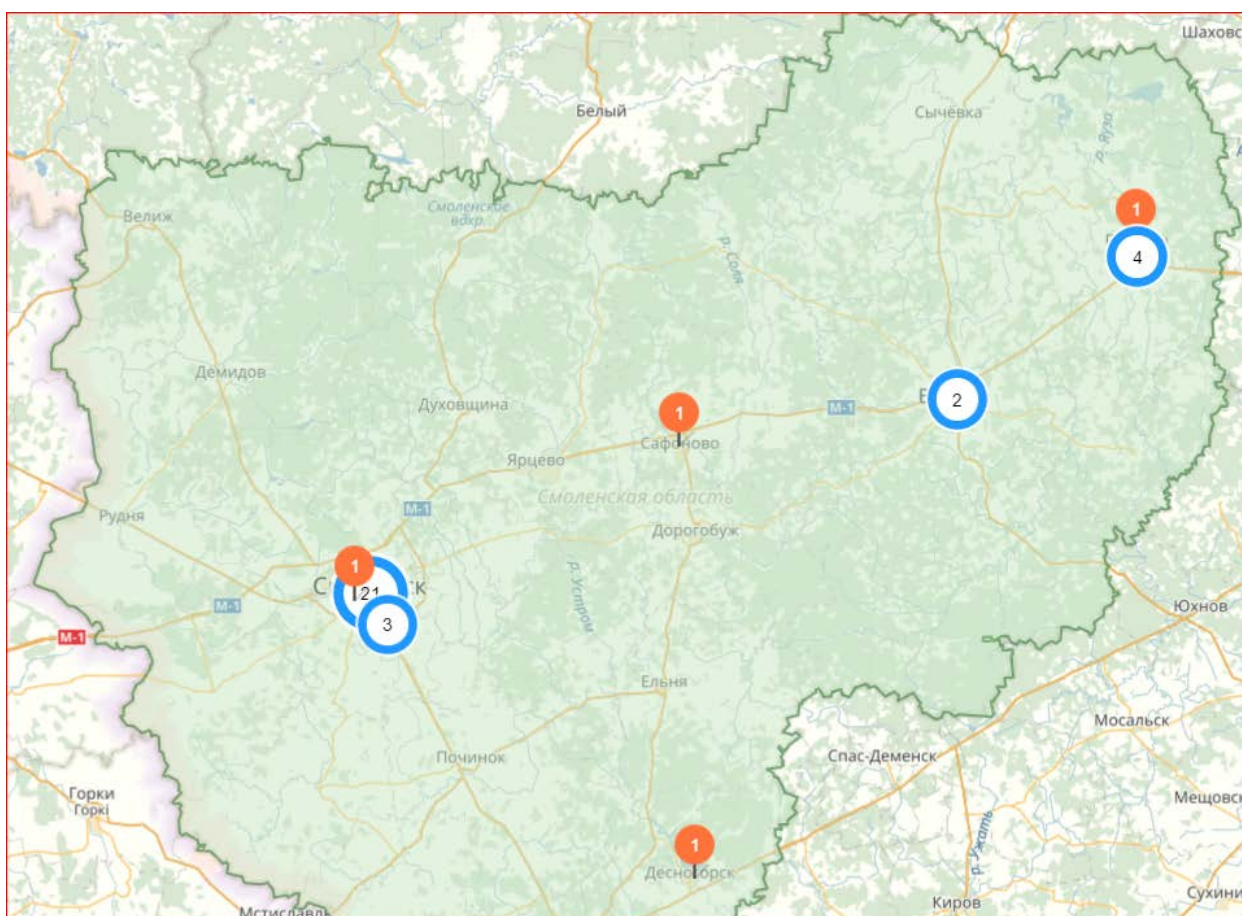 Шаховс
Белый
Сычёвка
р. Яуза
1
Велиж
Смоленское
вдхр.
р. Соля
4
Демидов
Духовщина
1
М-1
2
Сафоново
Ярцево
Смоленская область
М-1
Рудня
Дорогобуж
1
21
М-1
3
р. Устром
Юхнов
М-1
Ельня
Мосальск
Починок
Спас-Деменск
Горки
Горкі
Мещовс
1
р. Ужать
Десногорск
Сухини
Киров
Мстиславль